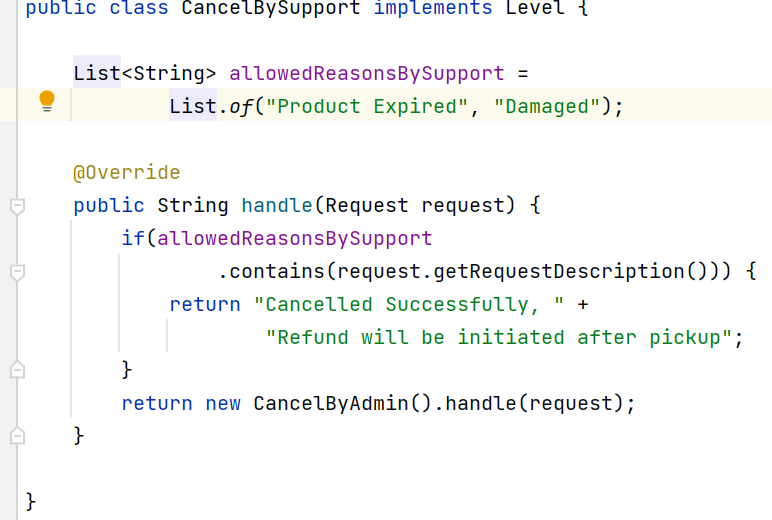 public class CancelBySupport implements Level {
List<String> allowedReasonsBySupport =
List.of("Product Expired", "Damaged");
@Override
public String handle(Request request) {
if(allowedReasonsBySupport
.contains(request.getRequestDescription())) {
return "Cancelled Successfully, " +
"Refund will be initiated after pickup";
}
return new CancelByAdmin().handle(request);
}
}